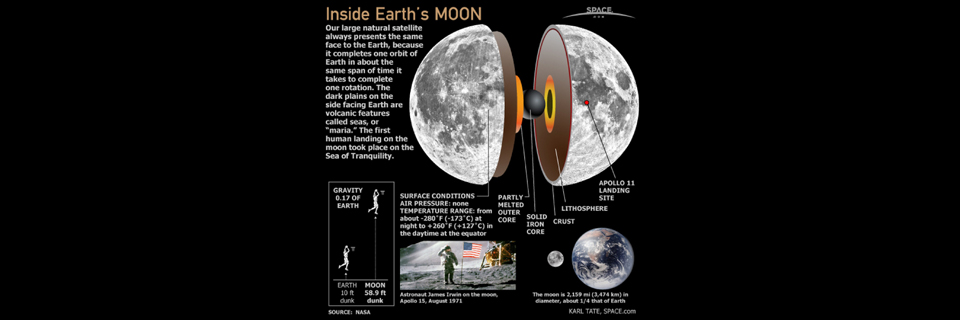 Inside Earth's MOON
SPACE
.com
Our large natural satellite
always presents the same
face to the Earth, because
it completes one orbit of
Earth in about the
same span of time it
takes to complete
one rotation. The
dark plains on the
side facing Earth are
volcanic features
called seas, or
"maria." The first
human landing on the
moon took place on the
Sea of Tranquility.
GRAVITY
0.17 OF
EARTH
EARTH
10 ft
dunk
MOON
58.9 ft
dunk
SURFACE CONDITIONS
AIR PRESSURE: none
TEMPERATURE RANGE: from
about -280˚F (-173˚C) at
night to +260˚F (+127˚C) in
the daytime at the equator
PARTLY
MELTED
OUTER
CORE
SOLID
IRON
CORE
CRUST
LITHOSPHERE
APOLLO 11
LANDING
SITE
Astronaut James Irwin on the moon,
Apollo 15, August 1971
The moon is 2,159 mi (3,474 km) in
diameter, about 1/4 that of Earth
SOURCE: NASA
KARL TATE, SPACE.com